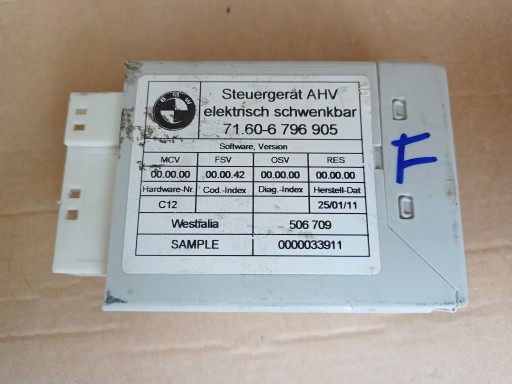 BMW
Steuergerät AHV
elektrisch schwenkbar
71.60-6 796 905
Software, Version
MCV FSV OSV RES
00.00.00 00.00.42 00.00.00 00.00.00
Hardware-Nr. Cod.-Index Diag.-Index Herstell-Dat
C12 25/01/11
Westfalia 506 709
SAMPLE 0000033911
F